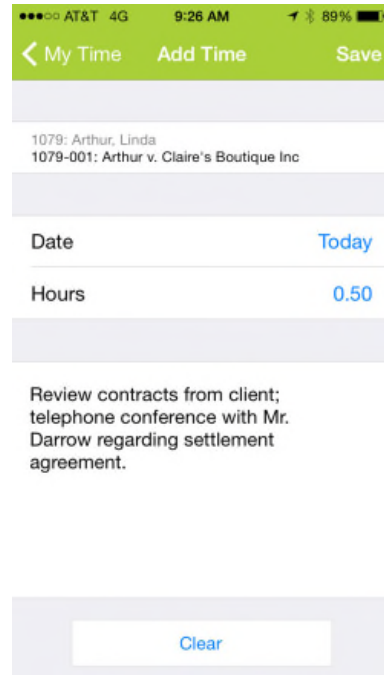 AT&T 4G 9:26 AM 89%
My Time Add Time Save
1079: Arthur, Linda
1079-001: Arthur v. Claire's Boutique Inc
Date Today
Hours 0.50
Review contracts from client;
telephone conference with Mr.
Darrow regarding settlement
agreement.
Clear